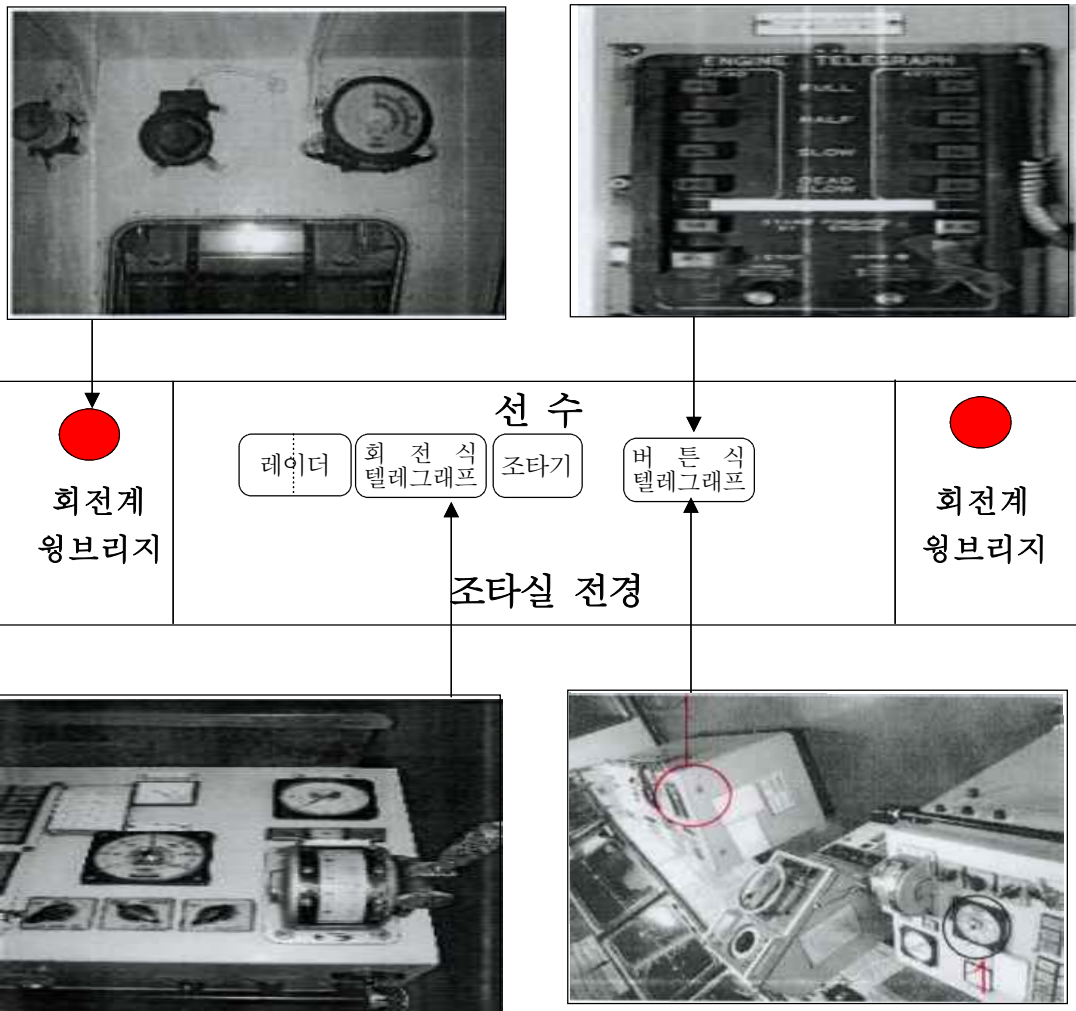 ENGINE TELEGRAPH
FULL
HALF
SLOW
DEAD
SLOW
선 수
레이더
회 전 식
텔레그래프
조타기
버 튼 식
텔레그래프
회전계
윙브리지
회전계
윙브리지
조타실 전경